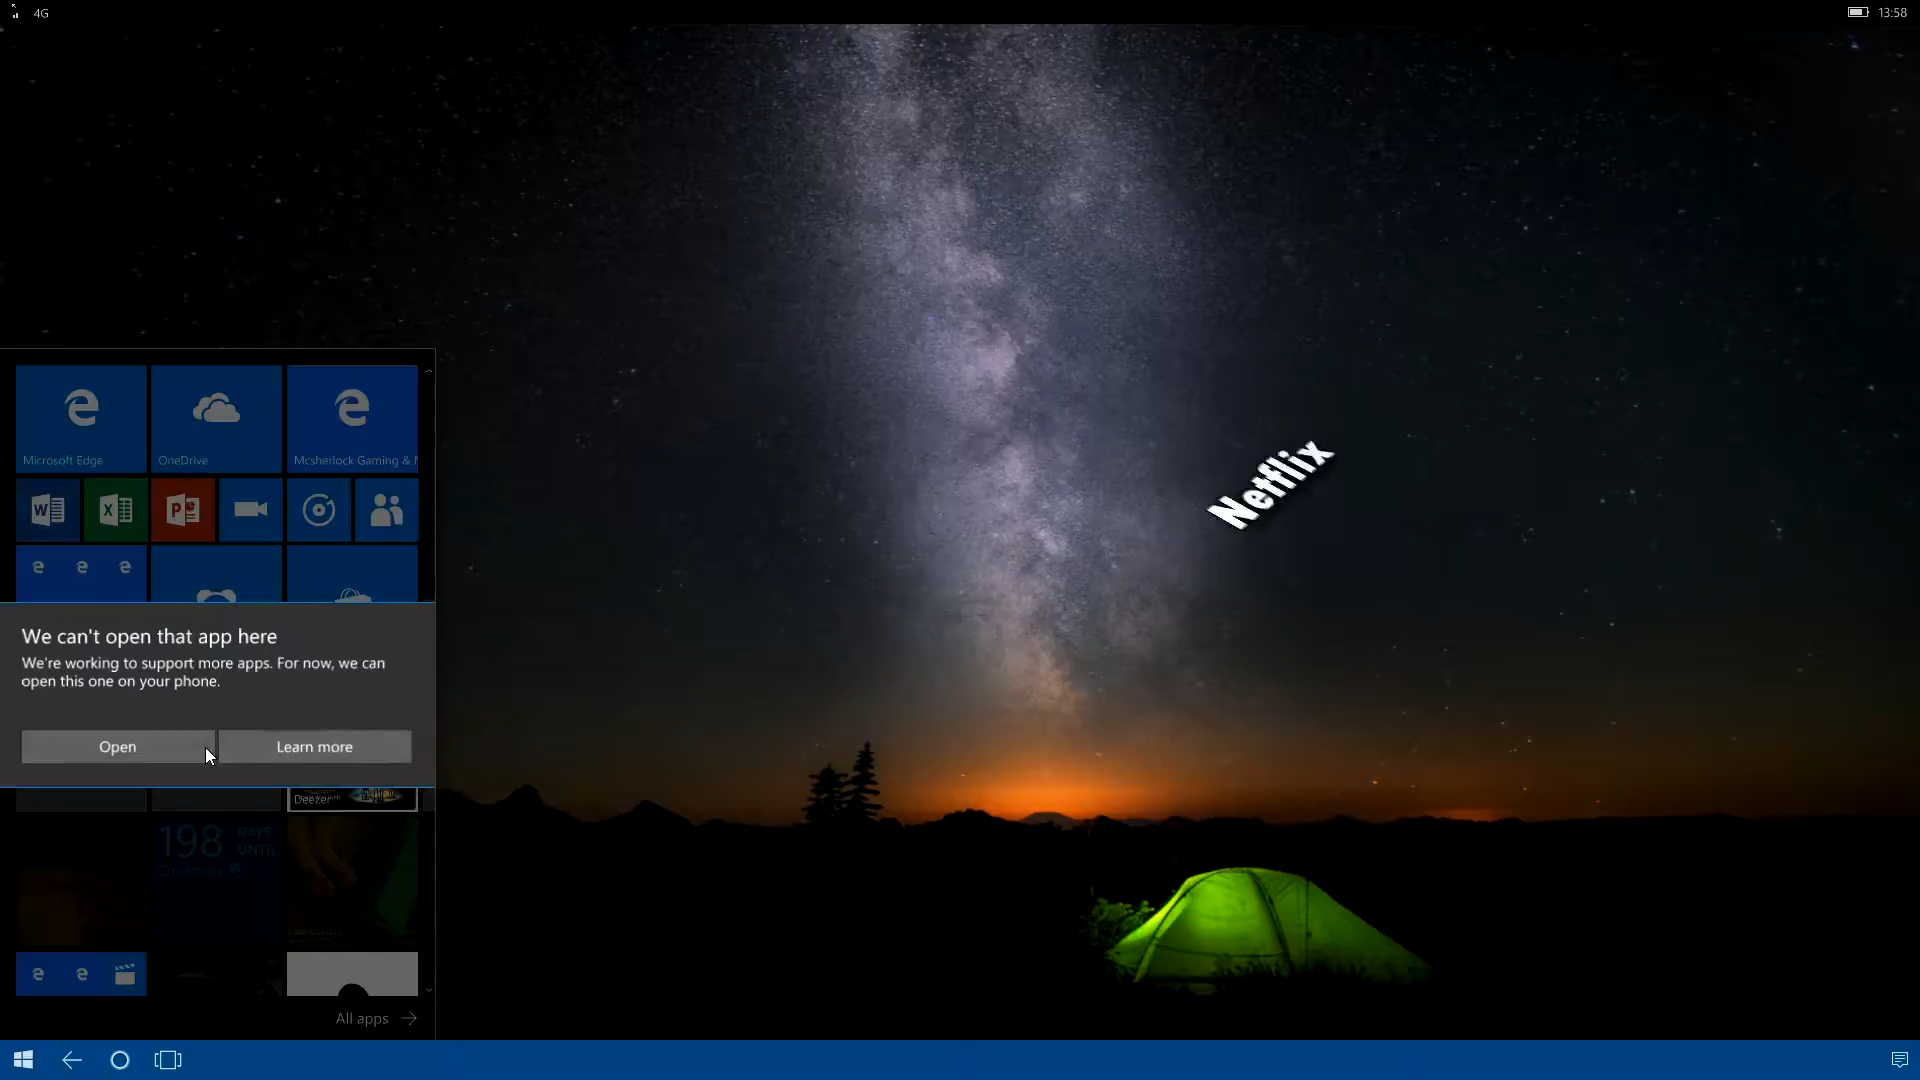 4G
13:58
Netflix
Microsoft Edge
OneDrive
Mcsherlock Gaming &
We can't open that app here
We're working to support more apps. For now, we can
open this one on your phone.
Open
Learn more
Deezer
198 DAYS
UNTIL
Christmas
All apps